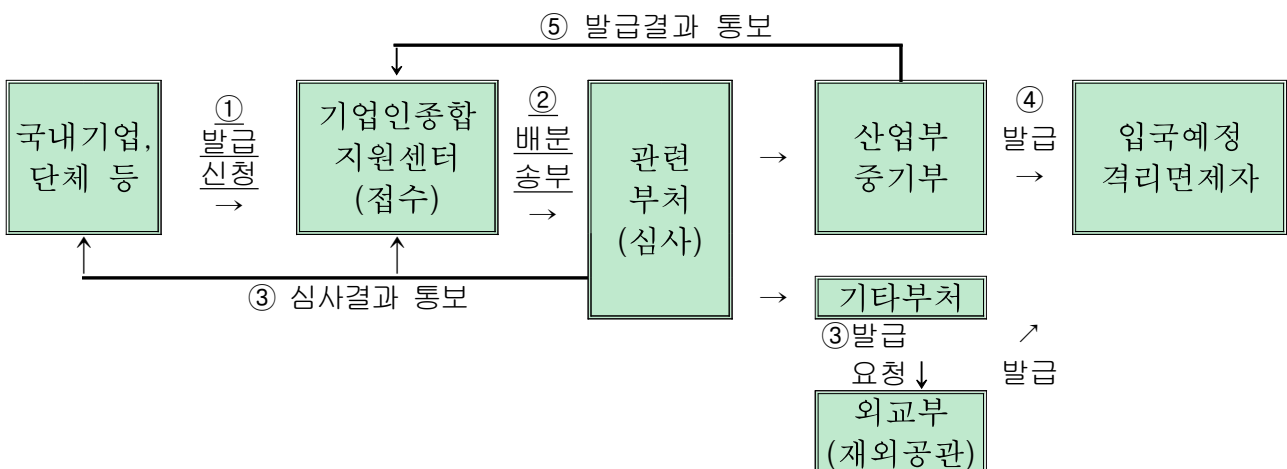 ⑤ 발급결과 통보
국내기업,
단체 등
①
발급
신청
→
기업인종합
지원센터
(접수)
②
배분
송부
→
관련
부처
(심사)
→
산업부
중기부
④
발급
→
입국예정
격리면제자
③ 심사결과 통보
→
기타부처
③발급
요청↓
↗
발급
외교부
(재외공관)